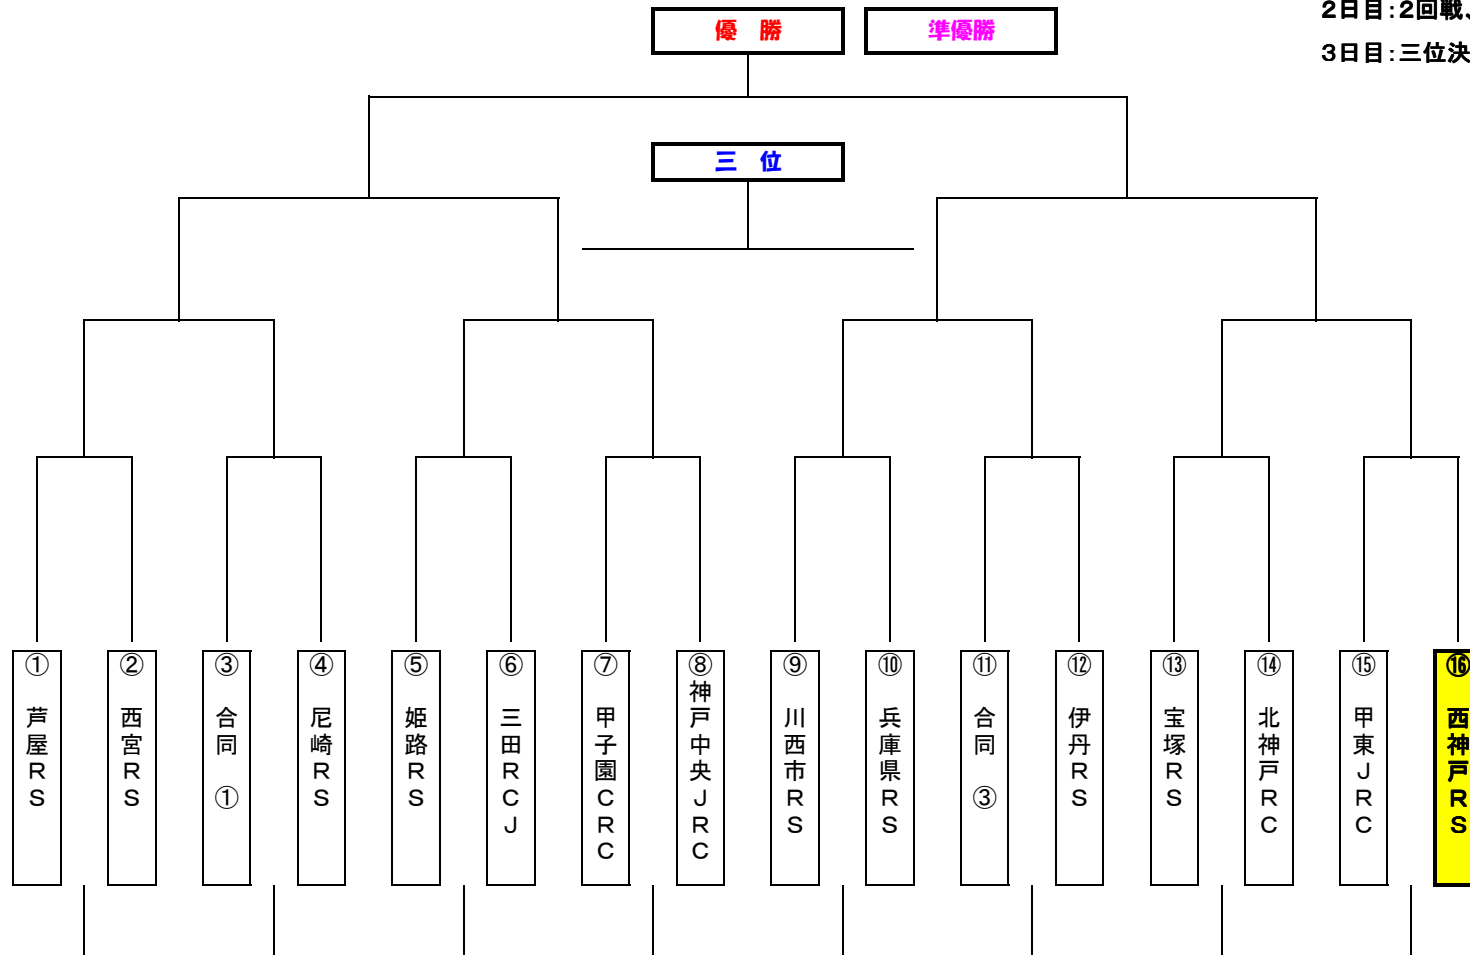 2日目:2回戦、
3日目:三位決
優　勝
準優勝
三　位
① 芦屋RS
② 西宮RS
③ 合同 ①
④ 尼崎RS
⑤ 姫路RS
⑥ 三田RCJ
⑦ 甲子園CRC
⑧ 神戸中央JRC
⑨ 川西市RS
⑩ 兵庫県RS
⑪ 合同 ③
⑫ 伊丹RS
⑬ 宝塚RS
⑭ 北神戸RC
⑮ 甲東JRC
⑯ 西神戸RS